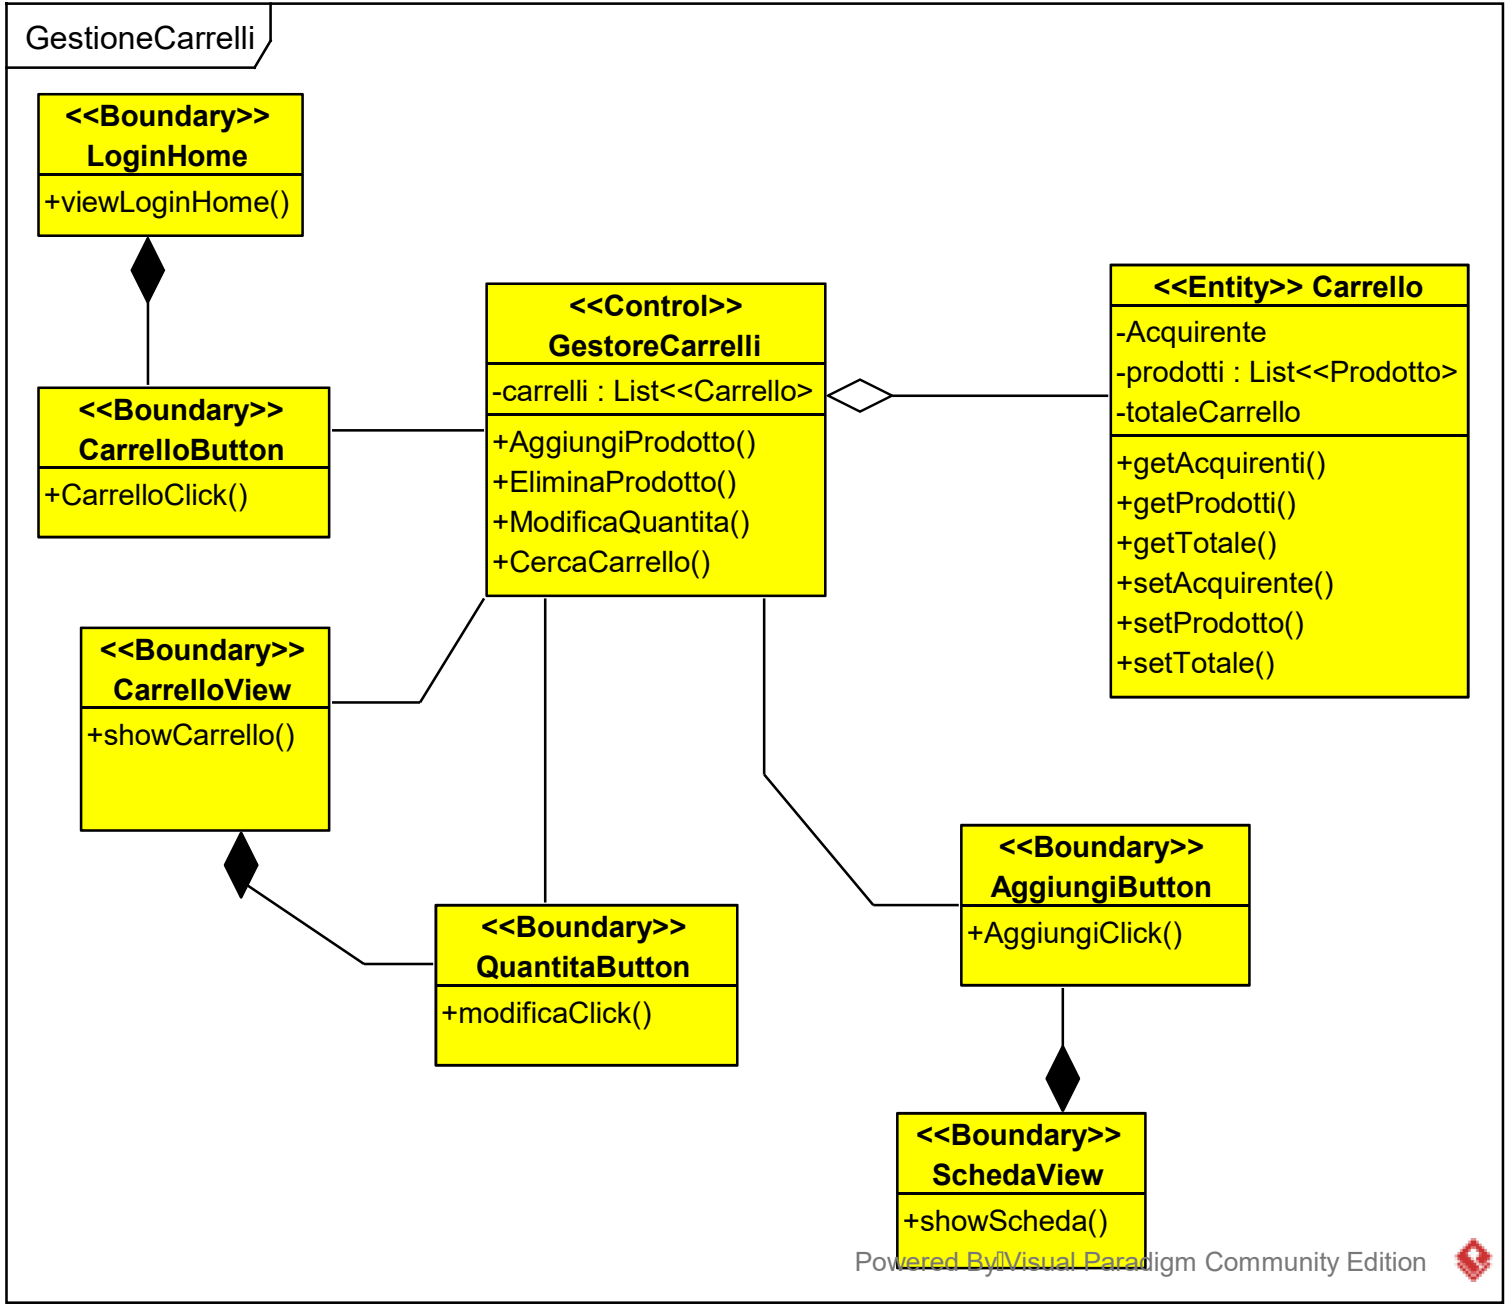 GestioneCarrelli
<<Boundary>>
LoginHome
+viewLoginHome()
<<Boundary>>
CarrelloButton
+CarrelloClick()
<<Control>>
GestoreCarrelli
-carrelli : List<<Carrello>
+AggiungiProdotto()
+EliminaProdotto()
+ModificaQuantita()
+CercaCarrello()
<<Entity>> Carrello
-Acquirente
-prodotti : List<<Prodotto>
-totaleCarrello
+getAcquirenti()
+getProdotti()
+getTotale()
+setAcquirente()
+setProdotto()
+setTotale()
<<Boundary>>
CarrelloView
+showCarrello()
<<Boundary>>
QuantitaButton
+modificaClick()
<<Boundary>>
AggiungiButton
+AggiungiClick()
<<Boundary>>
SchedaView
+showScheda()
Powered By Visual Paradigm Community Edition